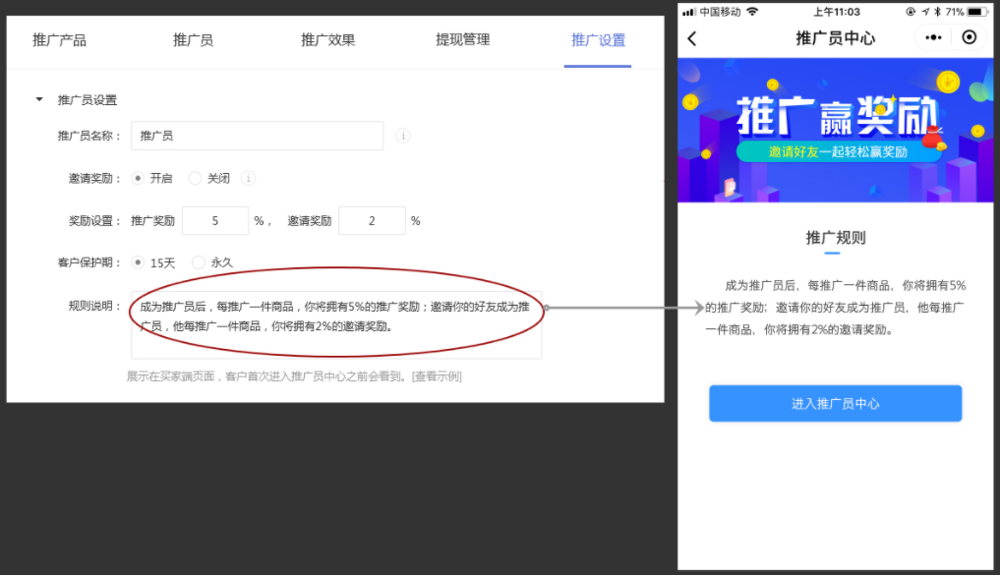 推广产品
推广员
推广效果
提现管理
推广设置
推广员设置
推广员名称：
推广员
邀请奖励：
开启
关闭
奖励设置：
推广奖励
5
%，
邀请奖励
2
%
客户保护期：
15天
永久
规则说明：
成为推广员后，每推广一件商品，你将拥有5%的推广奖励；邀请你的好友成为推
广员，他每推广一件商品，你将拥有2%的邀请奖励。
展示在买家端页面，客户首次进入推广员中心之前会看到。[查看示例]
中国移动
上午11:03
71%
推广员中心
推广赢奖励
邀请好友一起轻松赢奖励
推广规则
成为推广员后，每推广一件商品，你将拥有5%
的推广奖励；邀请你的好友成为推广员，他每推广
一件商品，你将拥有2%的邀请奖励。
进入推广员中心